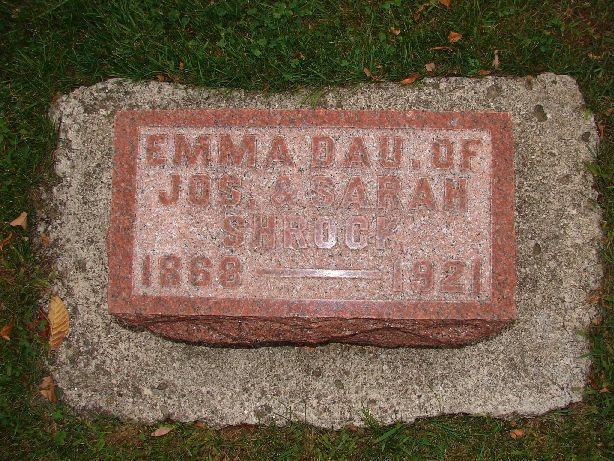 EMMA DAU. OF
JOS. & SARAH
SHROCK
1868 — 1921